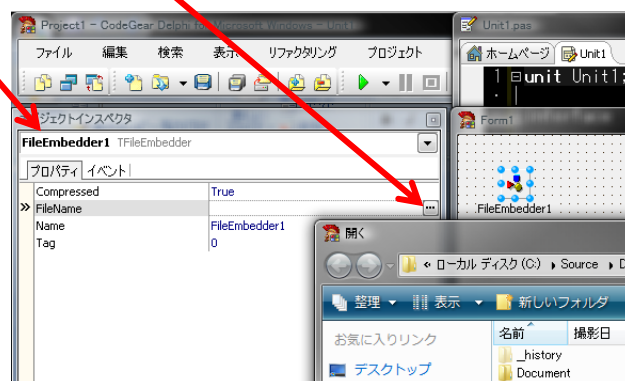 Project1 - CodeGear Delphi for Microsoft Windows - Unit1
ファイル 編集 検索 表示 リファクタリング プロジェクト
ジェクトインスペクタ
FileEmbedder1 TFileEmbedder
プロパティ イベント
Compressed True
FileName
Name FileEmbedder1
Tag 0
Unit1.pas
ホームページ Unit1
1 unit Unit1;
Form1
FileEmbedder1
開く
« ローカル ディスク (C:) ▸ Source ▸ D
整理 表示 新しいフォルダ
お気に入りリンク
デスクトップ
名前 撮影日
_history
Document